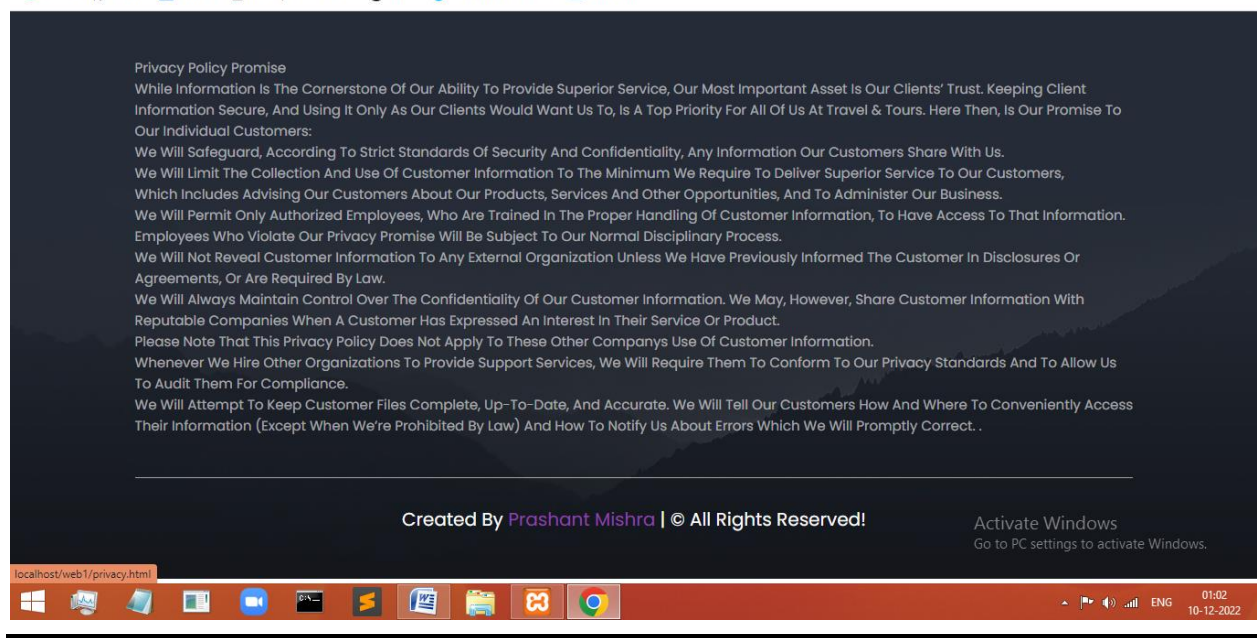 Privacy Policy Promise
While Information Is The Cornerstone Of Our Ability To Provide Superior Service, Our Most Important Asset Is Our Clients' Trust. Keeping Client
Information Secure, And Using It Only As Our Clients Would Want Us To, Is A Top Priority For All Of Us At Travel & Tours. Here Then, Is Our Promise To
Our Individual Customers:
We Will Safeguard, According To Strict Standards Of Security And Confidentiality, Any Information Our Customers Share With Us.
We Will Limit The Collection And Use Of Customer Information To The Minimum We Require To Deliver Superior Service To Our Customers,
Which Includes Advising Our Customers About Our Products, Services And Other Opportunities, And To Administer Our Business.
We Will Permit Only Authorized Employees, Who Are Trained In The Proper Handling Of Customer Information, To Have Access To That Information.
Employees Who Violate Our Privacy Promise Will Be Subject To Our Normal Disciplinary Process.
We Will Not Reveal Customer Information To Any External Organization Unless We Have Previously Informed The Customer In Disclosures Or
Agreements, Or Are Required By Law.
We Will Always Maintain Control Over The Confidentiality Of Our Customer Information. We May, However, Share Customer Information With
Reputable Companies When A Customer Has Expressed An Interest In Their Service Or Product.
Please Note That This Privacy Policy Does Not Apply To These Other Companys Use Of Customer Information.
Whenever We Hire Other Organizations To Provide Support Services, We Will Require Them To Conform To Our Privacy Standards And To Allow Us
To Audit Them For Compliance.
We Will Attempt To Keep Customer Files Complete, Up-To-Date, And Accurate. We Will Tell Our Customers How And Where To Conveniently Access
Their Information (Except When We're Prohibited By Law) And How To Notify Us About Errors Which We Will Promptly Correct. .
Created By Prashant Mishra | © All Rights Reserved!
Activate Windows
Go to PC settings to activate Windows.
localhost/web1/privacy.html
ENG
01:02
10-12-2022